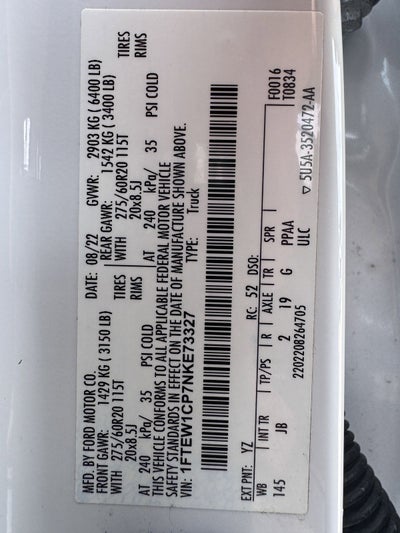 MFD. BY FORD MOTOR CO.
DATE: 08/22 GVWR: 2903 KG ( 6400 LB)
FRONT GAWR: 1429 KG ( 3150 LB) REAR GAWR: 1542 KG ( 3400 LB)
WITH 275/60R20 115T TIRES WITH 275/60R20 115T TIRES
20x8.5J RIMS 20x8.5J RIMS
AT 240 kPa/ 35 PSI COLD AT 240 kPa/ 35 PSI COLD
THIS VEHICLE CONFORMS TO ALL APPLICABLE FEDERAL MOTOR VEHICLE
SAFETY STANDARDS IN EFFECT ON THE DATE OF MANUFACTURE SHOWN ABOVE.
1FTEW1CP7NKE73327 TYPE: Truck
F0016
T0834
EXT PNT: YZ RC: 52 DSO:
WB INT TR TP/PS R AXLE TR SPR
145 JB 2 19 G PPAA
2202208264705 ULC
▽ 5U5A-3520472-AA